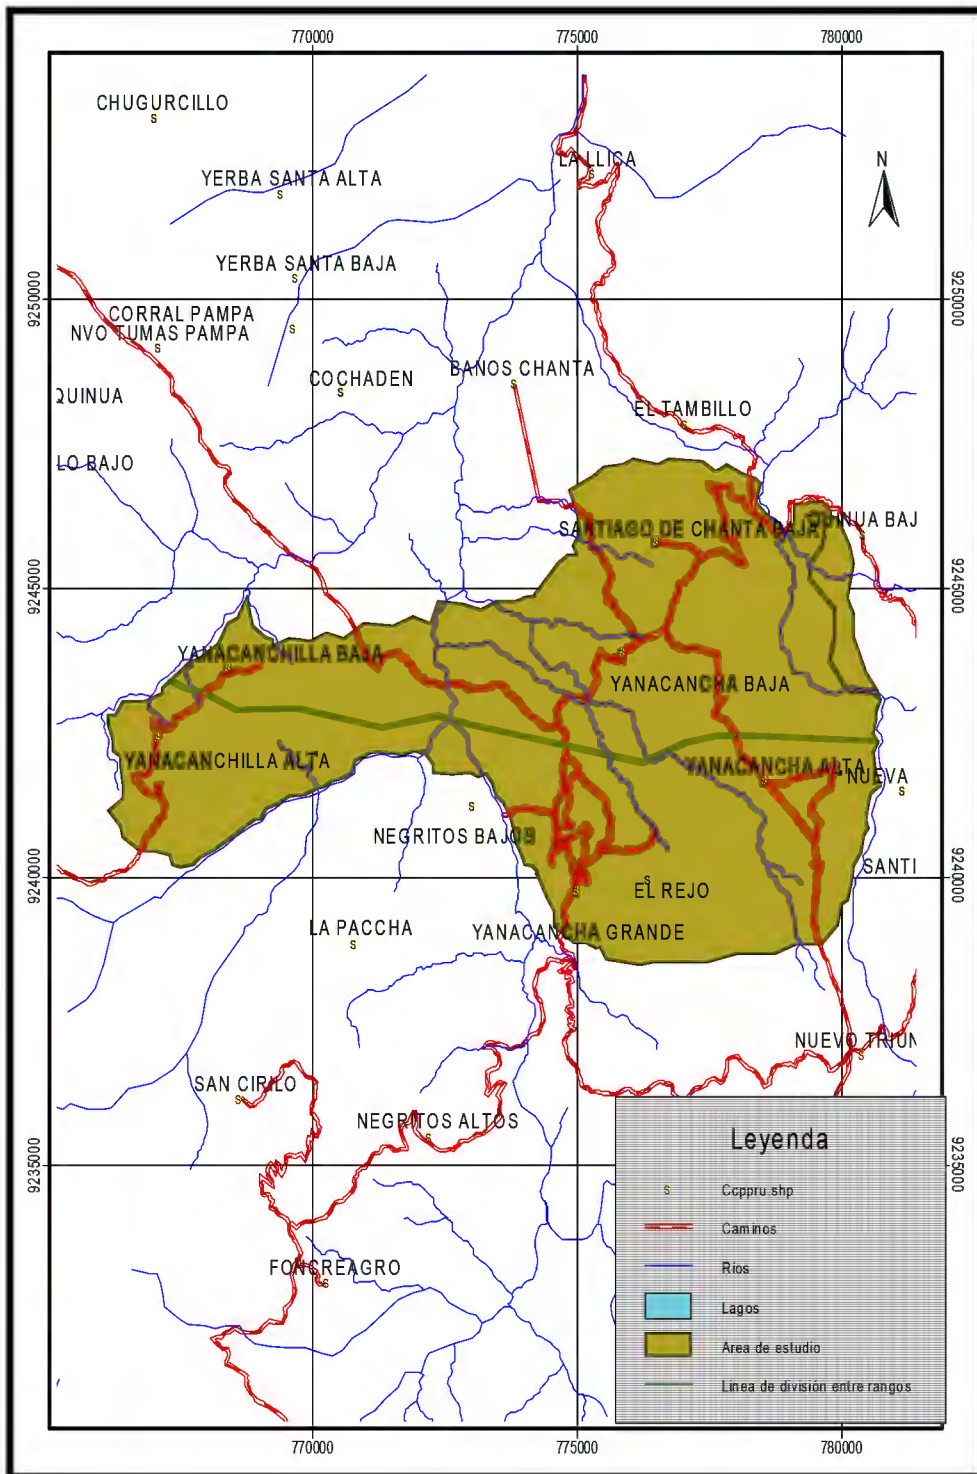 770000 775000 780000
CHUGURCILLO
LA LLICA
N
YERBA SANTA ALTA
YERBA SANTA BAJA
9250000 9250000
CORRAL PAMPA
NVO TUMAS PAMPA
BANOS CHANTA
COCHADEN
QUINUA
EL TAMBILLO
LO BAJO
SANTIAGO DE CHANTA BAJA
QUINUA BAJ
9245000 9245000
YANACANCHILLA BAJA
YANACANCHA BAJA
YANACANCHILLA ALTA
YANACANCHA ALTA
NUEVA
NEGRITOS BAJOS
9240000 9240000
SANTI
EL REJO
LA PACCHA
YANACANCHA GRANDE
NUEVO TRIUN
SAN CIRILO
NEGRITOS ALTOS
9235000 9235000
FONCREAGRO
Leyenda
s Ccppru.shp
Caminos
Rios
Lagos
Area de estudio
Linea de división entre rangos
770000 775000 780000